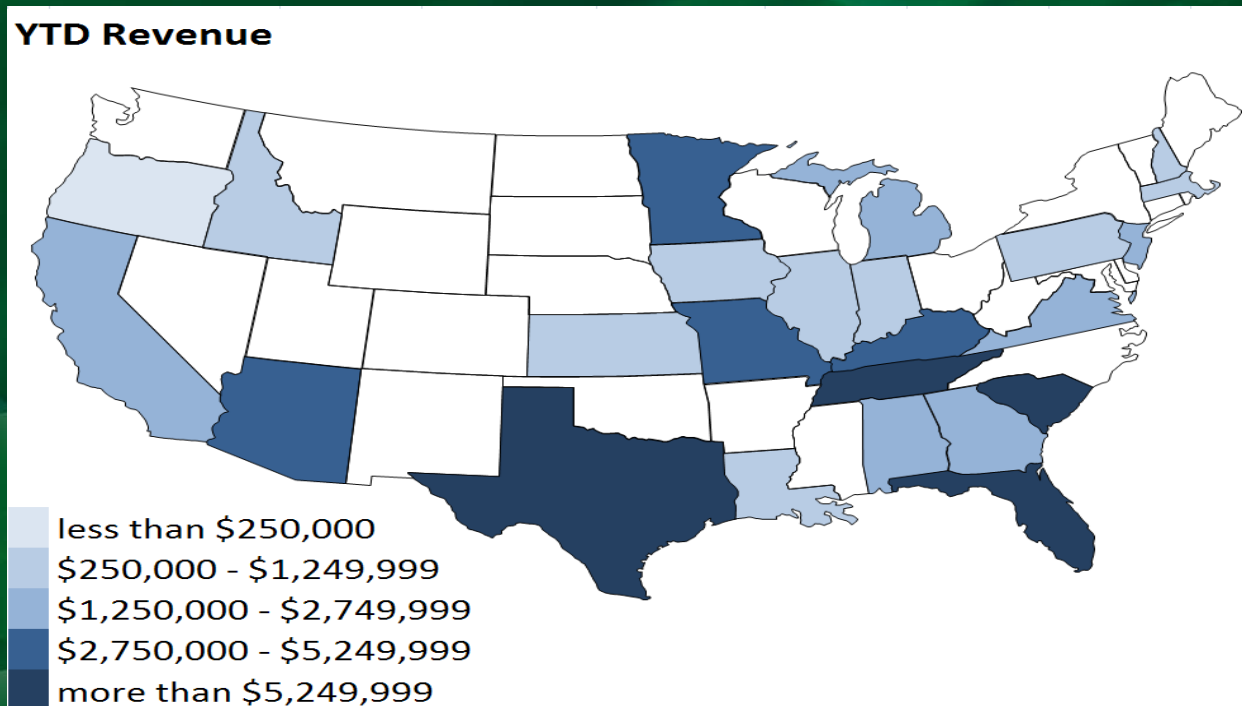 YTD Revenue
less than $250,000
$250,000 - $1,249,999
$1,250,000 - $2,749,999
$2,750,000 - $5,249,999
more than $5,249,999